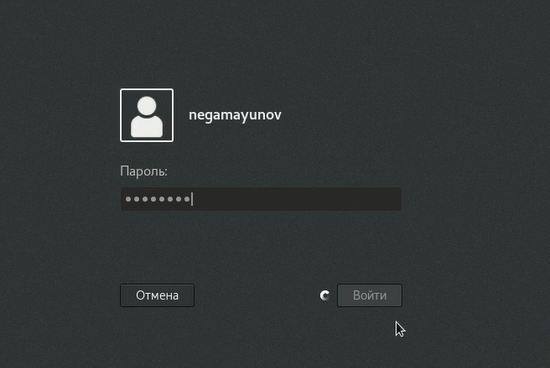 negamayunov
Пароль:
Отмена
Войти